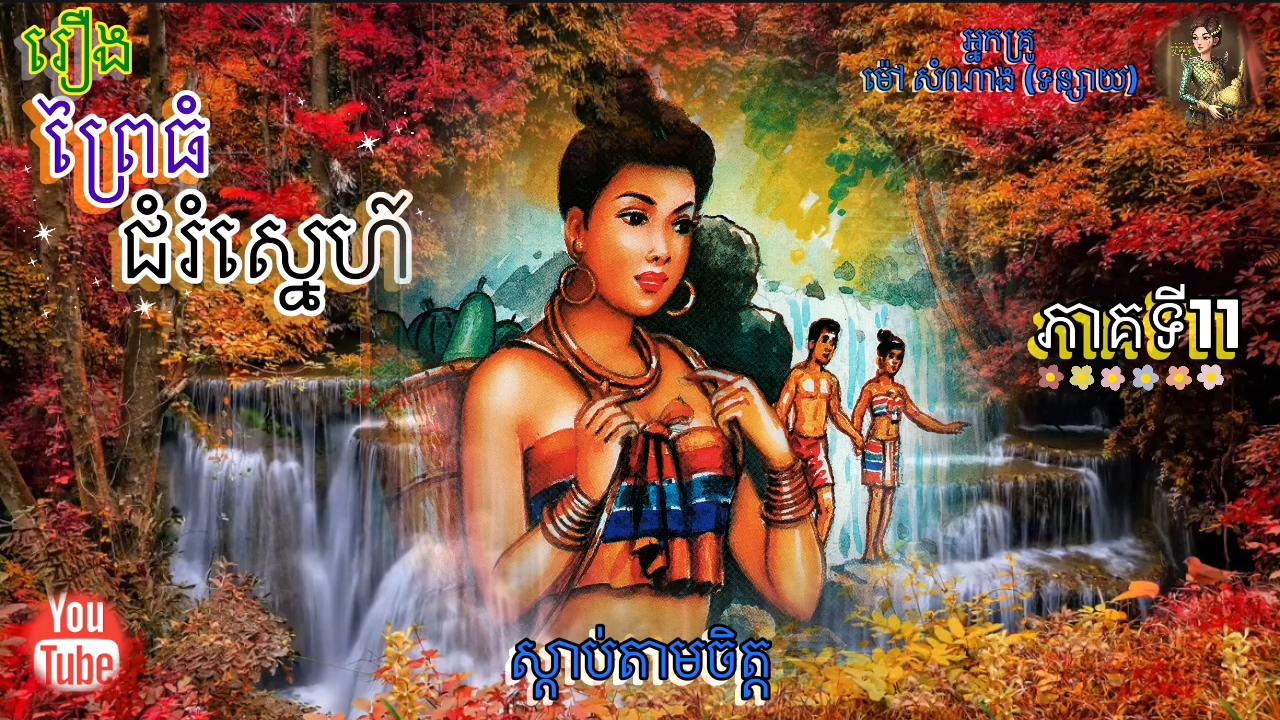 រឿង
ព្រៃធំ
ជំរំស្នេហ៍
អ្នកគ្រូ
ម៉ៅ សំណាង (ទន្សាយ)
ភាគទី11
You
Tube
ស្តាប់តាមចិត្ត